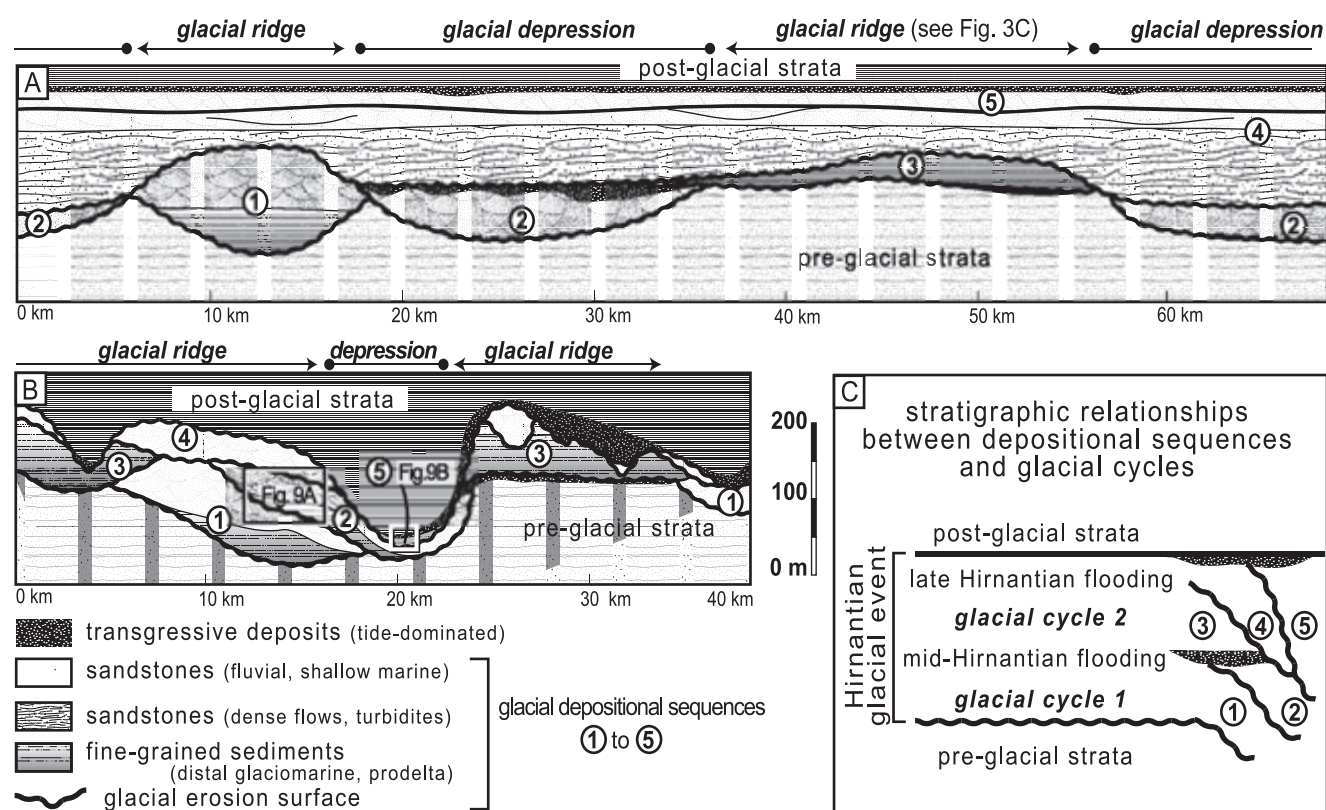 glacial ridge
glacial depression
glacial ridge (see Fig. 3C)
glacial depression
A
post-glacial strata
⑤
④
③
①
②
②
②
pre-glacial strata
0 km
10 km
20 km
30 km
40 km
50 km
60 km
glacial ridge
depression
glacial ridge
B
post-glacial strata
④
③
①
Fig. 9A
②
⑤ Fig.9B
③
①
pre-glacial strata
200
100
0 m
0 km
10 km
20 km
30 km
40 km
transgressive deposits (tide-dominated)
sandstones (fluvial, shallow marine)
sandstones (dense flows, turbidites)
fine-grained sediments
(distal glaciomarine, prodelta)
glacial erosion surface
glacial depositional sequences
① to ⑤
C
stratigraphic relationships
between depositional sequences
and glacial cycles
post-glacial strata
Hirnantian
glacial event
late Hirnantian flooding
glacial cycle 2
③ ④ ⑤
mid-Hirnantian flooding
glacial cycle 1
① ②
pre-glacial strata